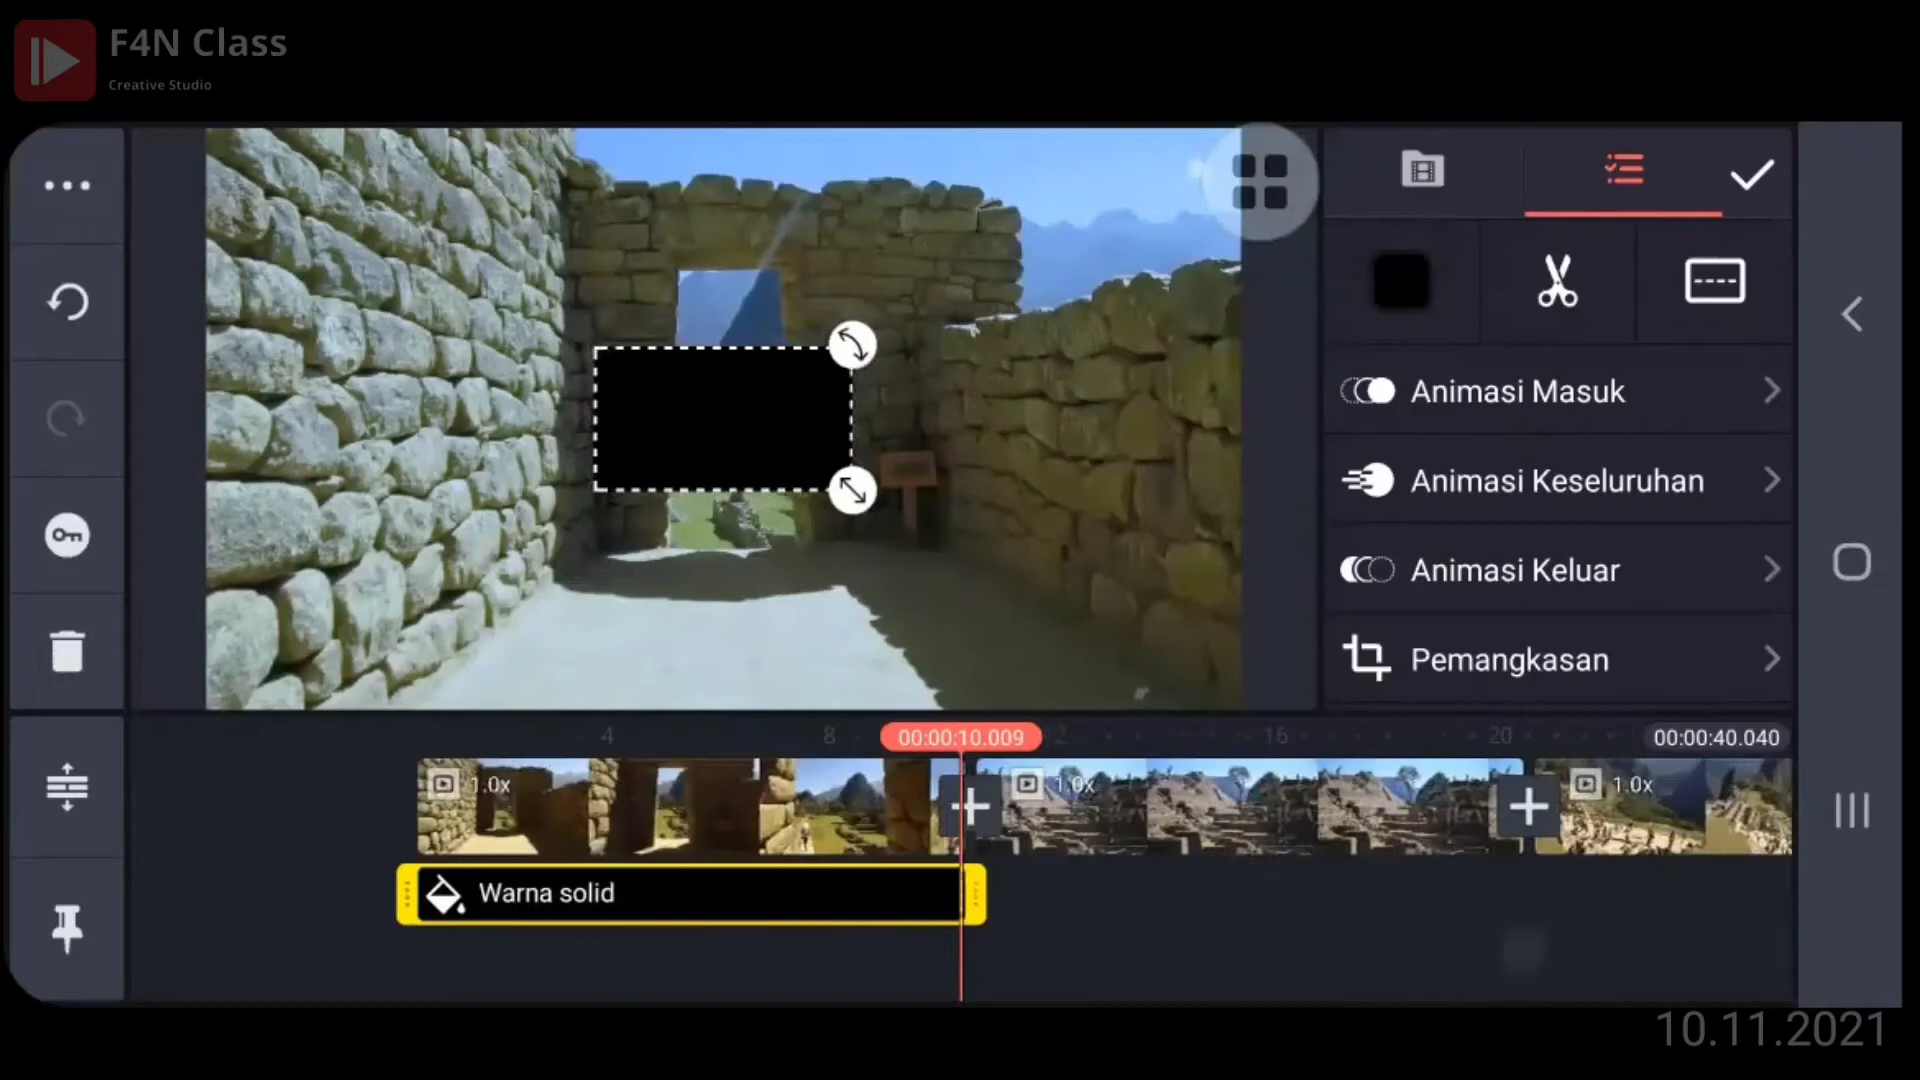 F4N Class
Creative Studio
Animasi Masuk
Animasi Keseluruhan
Animasi Keluar
Pemangkasan
4
8
00:00:10.009
2
16
20
00:00:40.040
1.0x
1.0x
1.0x
Warna solid
10.11.2021